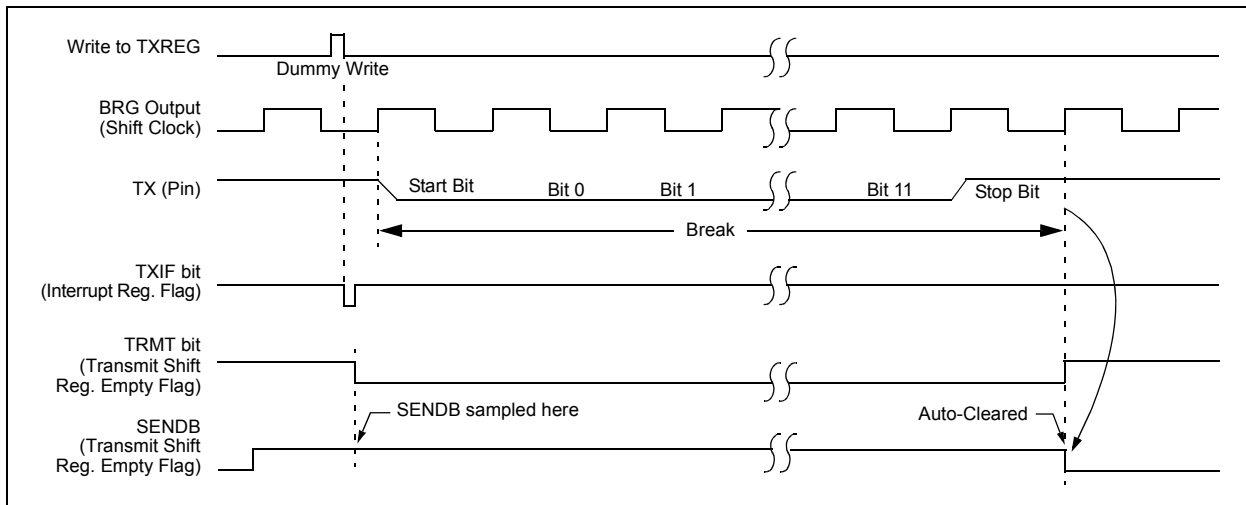 Write to TXREG
Dummy Write
BRG Output
(Shift Clock)
TX (Pin)
Start Bit
Bit 0
Bit 1
Bit 11
Stop Bit
Break
TXIF bit
(Interrupt Reg. Flag)
TRMT bit
(Transmit Shift
Reg. Empty Flag)
SENDB sampled here
Auto-Cleared
SENDB
(Transmit Shift
Reg. Empty Flag)